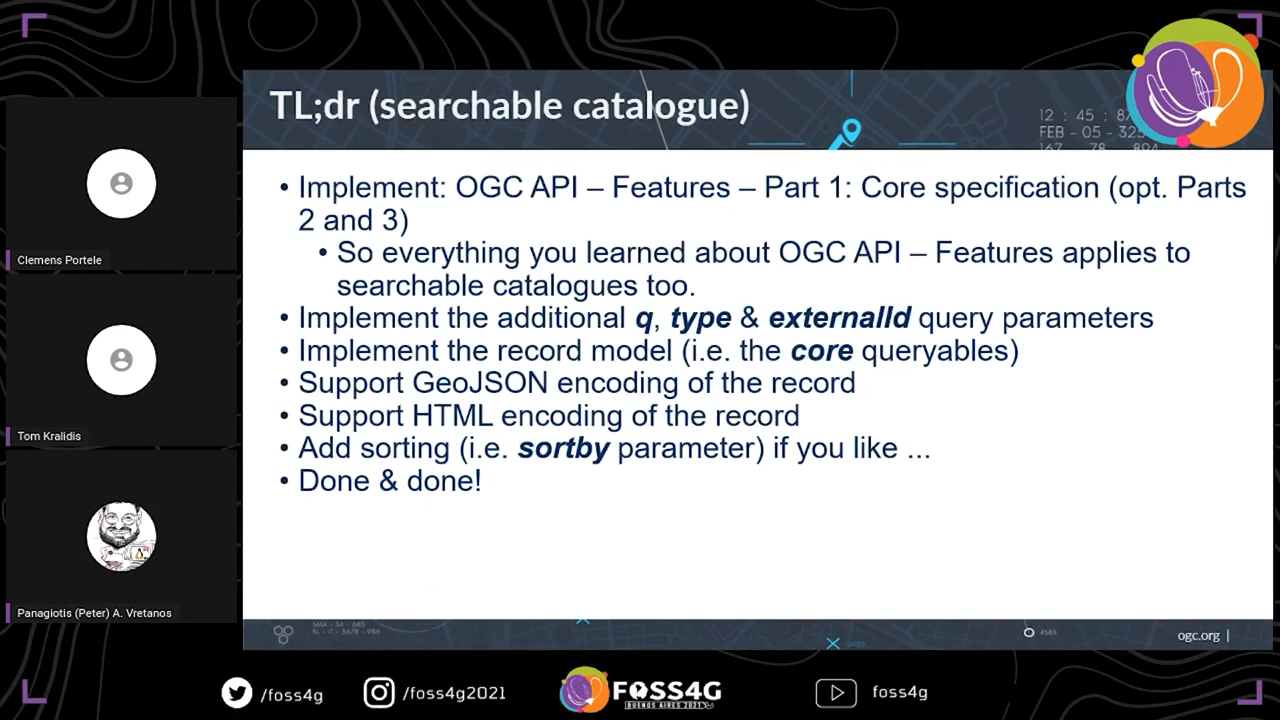 TL;dr (searchable catalogue)
12 : 45 : 87
FEB - 05 - 325
• Implement: OGC API – Features – Part 1: Core specification (opt. Parts
2 and 3)
• So everything you learned about OGC API – Features applies to
searchable catalogues too.
• Implement the additional q, type & externalId query parameters
• Implement the record model (i.e. the core queryables)
• Support GeoJSON encoding of the record
• Support HTML encoding of the record
• Add sorting (i.e. sortby parameter) if you like ...
• Done & done!
Clemens Portele
Tom Kralidis
Panagiotis (Peter) A. Vretanos
4583
ogc.org |
/foss4g
/foss4g2021
FOSS4G
BUENOS AIRES 2021
foss4g